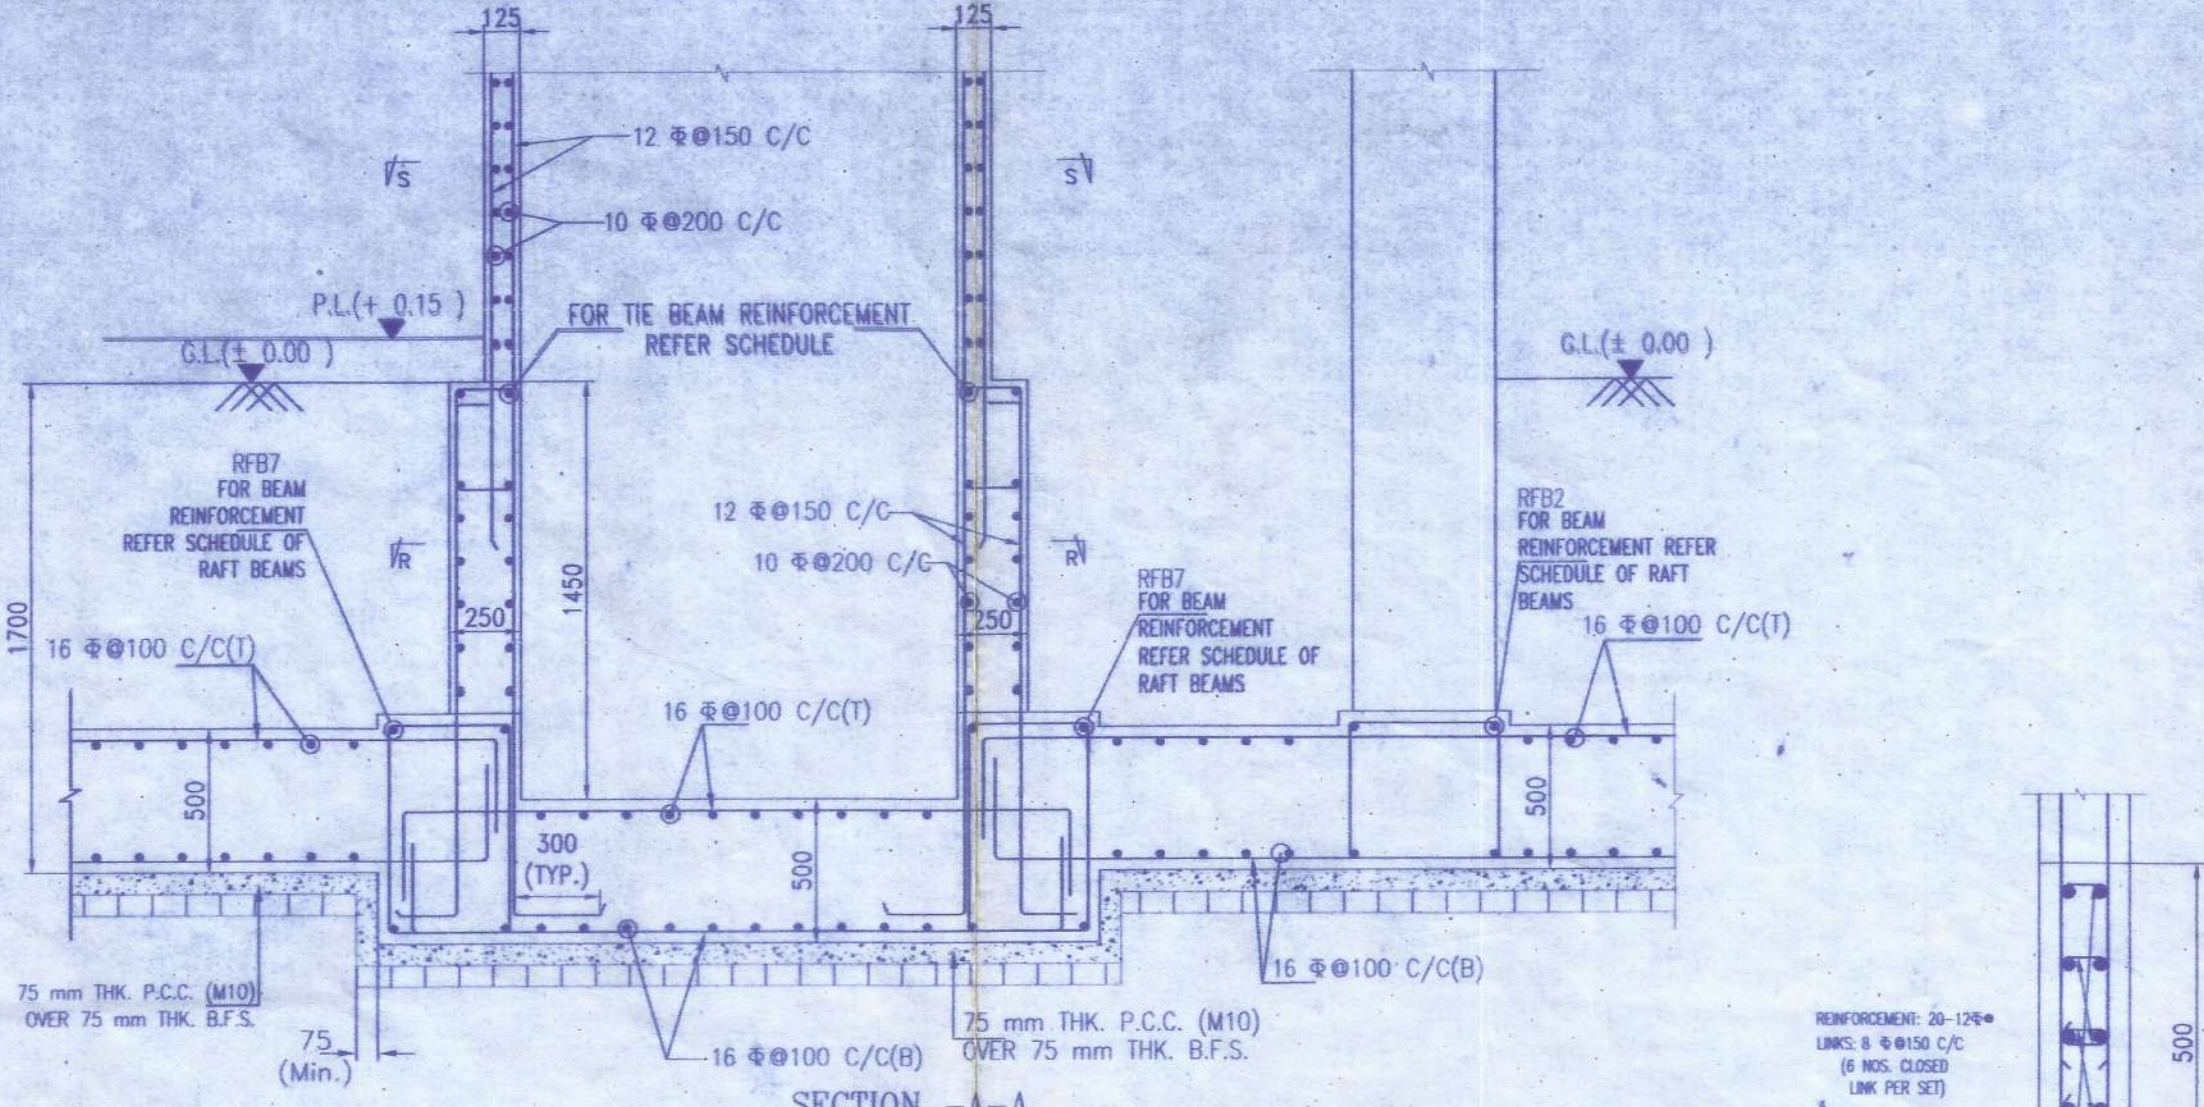 125
125
12 Φ@150 C/C
S
S
10 Φ@200 C/C
P.L.(+ 0.15 )
FOR TIE BEAM REINFORCEMENT
REFER SCHEDULE
G.L.(± 0.00 )
G.L.(± 0.00 )
RFB7
FOR BEAM
REINFORCEMENT
REFER SCHEDULE OF
RAFT BEAMS
R
1700
1450
12 Φ@150 C/C
10 Φ@200 C/C
R
RFB7
FOR BEAM
REINFORCEMENT
REFER SCHEDULE OF
RAFT BEAMS
RFB2
FOR BEAM
REINFORCEMENT REFER
SCHEDULE OF RAFT
BEAMS
250
250
16 Φ@100 C/C(T)
16 Φ@100 C/C(T)
16 Φ@100 C/C(T)
500
300
(TYP.)
500
500
16 Φ@100 C/C(B)
75 mm THK. P.C.C. (M10)
OVER 75 mm THK. B.F.S.
75
(Min.)
16 Φ@100 C/C(B)
75 mm THK. P.C.C. (M10)
OVER 75 mm THK. B.F.S.
SECTION -A-A
REINFORCEMENT: 20-12Φ
LINKS: 8 Φ@150 C/C
(6 NOS. CLOSED
LINK PER SET)
500